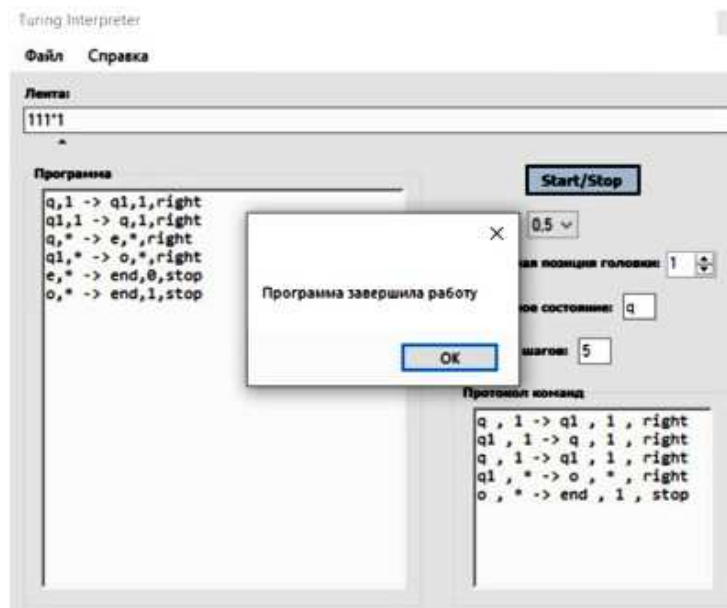 Turing Interpreter
Файл Справка
Лента:
111*1
Программа
q,1 -> q1,1,right
q1,1 -> q,1,right
q,* -> e,*,right
q1,* -> o,*,right
e,* -> end,0,stop
o,* -> end,1,stop
Start/Stop
0.5
позиция головки: 1
состояние: q
шагов: 5
Программа завершила работу
OK
Протокол команд
q , 1 -> q1 , 1 , right
q1 , 1 -> q , 1 , right
q , 1 -> q1 , 1 , right
q1 , * -> o , * , right
o , * -> end , 1 , stop